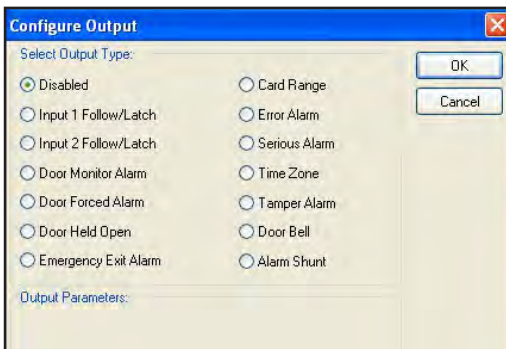 Configure Output
Select Output Type:
OK
Cancel
Disabled
Input 1 Follow/Latch
Input 2 Follow/Latch
Door Monitor Alarm
Door Forced Alarm
Door Held Open
Emergency Exit Alarm
Card Range
Error Alarm
Serious Alarm
Time Zone
Tamper Alarm
Door Bell
Alarm Shunt
Output Parameters: